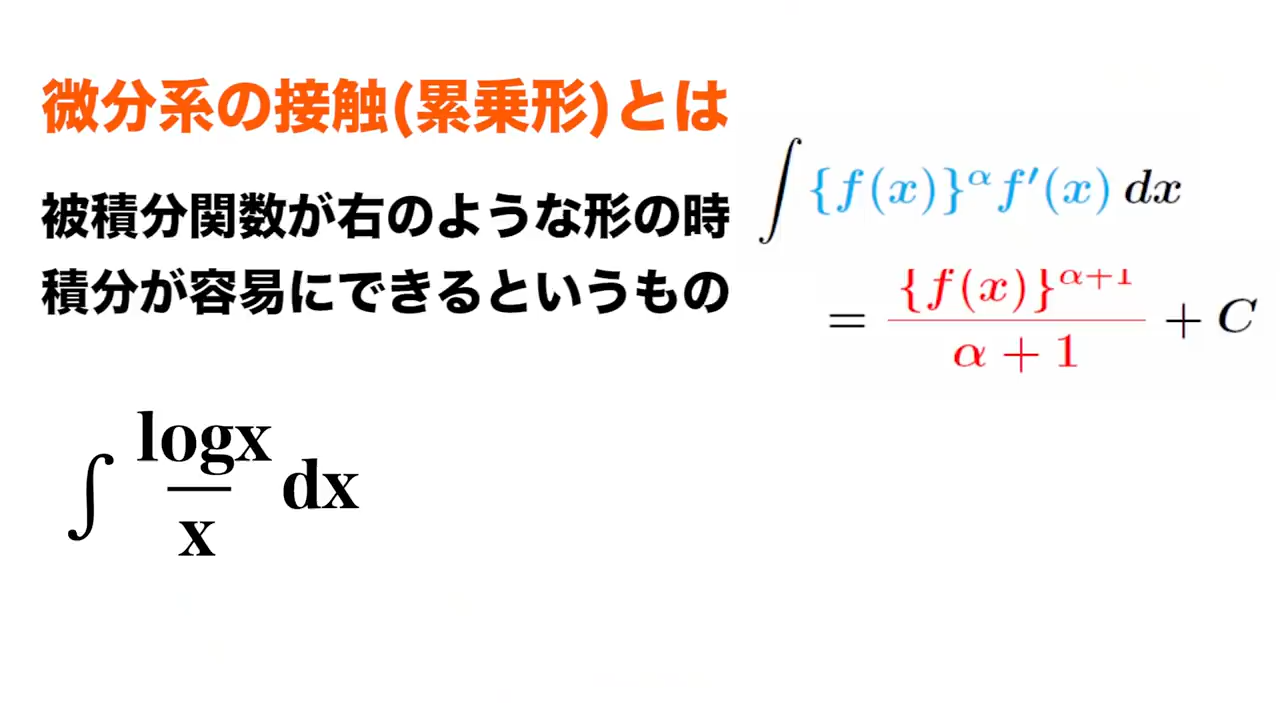 微分系の接触(累乗形)とは
被積分関数が右のような形の時
積分が容易にできるというもの
∫{f(x)}^α f′(x) dx
= {f(x)}^{α+1} / (α + 1) + C
∫ logx / x dx